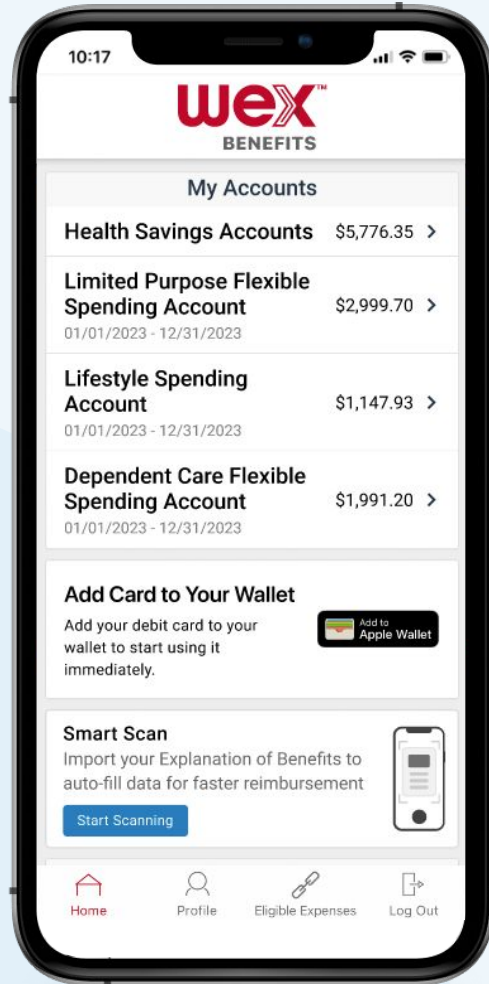 10:17
wex™
BENEFITS
My Accounts
Health Savings Accounts $5,776.35 >
Limited Purpose Flexible
Spending Account $2,999.70 >
01/01/2023 - 12/31/2023
Lifestyle Spending
Account $1,147.93 >
01/01/2023 - 12/31/2023
Dependent Care Flexible
Spending Account $1,991.20 >
01/01/2023 - 12/31/2023
Add Card to Your Wallet
Add your debit card to your
wallet to start using it
immediately.
Add to
Apple Wallet
Smart Scan
Import your Explanation of Benefits to
auto-fill data for faster reimbursement
Start Scanning
Home Profile Eligible Expenses Log Out